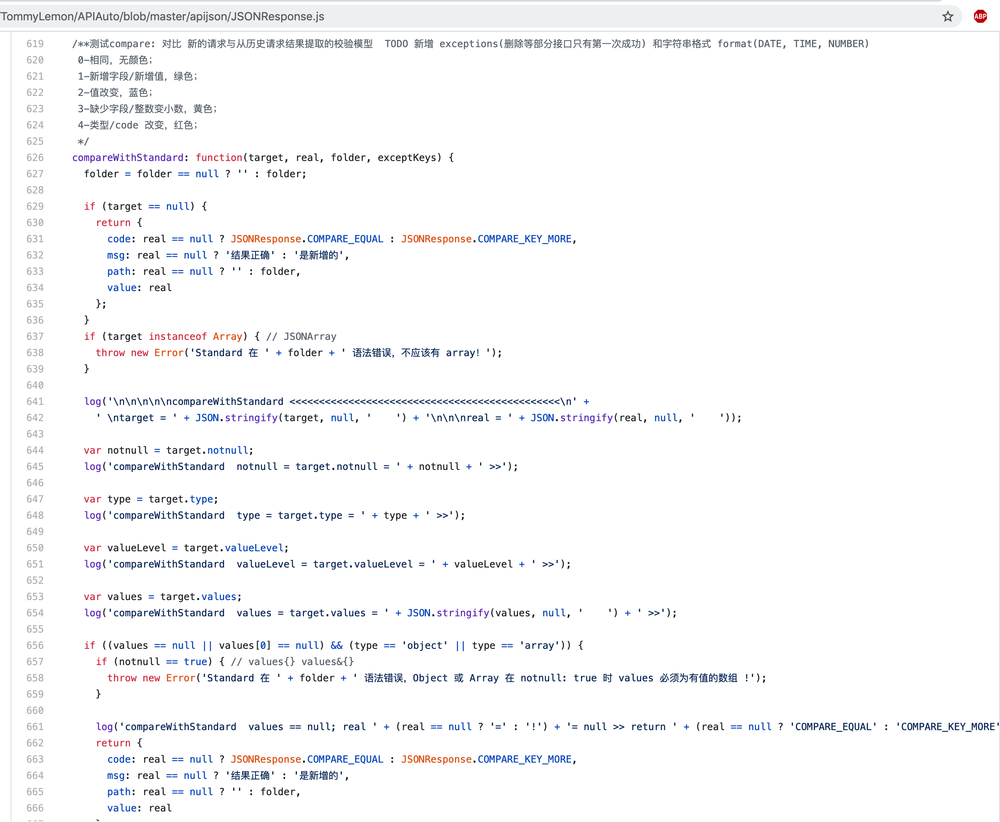 /TommyLemon/APIAuto/blob/master/apijson/JSONResponse.js
ABP
619 /**测试compare: 对比 新的请求与从历史请求结果提取的校验模型  TODO 新增 exceptions(删除等部分接口只有第一次成功) 和字符串格式 format(DATE, TIME, NUMBER)
620 0-相同，无颜色；
621 1-新增字段/新增值，绿色；
622 2-值改变，蓝色；
623 3-缺少字段/整数变小数，黄色；
624 4-类型/code 改变，红色；
625 */
626 compareWithStandard: function(target, real, folder, exceptKeys) {
627 folder = folder == null ? '' : folder;
628
629 if (target == null) {
630 return {
631 code: real == null ? JSONResponse.COMPARE_EQUAL : JSONResponse.COMPARE_KEY_MORE,
632 msg: real == null ? '结果正确' : '是新增的',
633 path: real == null ? '' : folder,
634 value: real
635 };
636 }
637 if (target instanceof Array) { // JSONArray
638 throw new Error('Standard 在 ' + folder + ' 语法错误，不应该有 array！');
639 }
640
641 log('\n\n\n\n\ncompareWithStandard <<<<<<<<<<<<<<<<<<<<<<<<<<<<<<<<<<<<<<<<<<<<<<\n' +
642 ' \ntarget = ' + JSON.stringify(target, null, '    ') + '\n\n\nreal = ' + JSON.stringify(real, null, '    '));
643
644 var notnull = target.notnull;
645 log('compareWithStandard  notnull = target.notnull = ' + notnull + ' >>');
646
647 var type = target.type;
648 log('compareWithStandard  type = target.type = ' + type + ' >>');
649
650 var valueLevel = target.valueLevel;
651 log('compareWithStandard  valueLevel = target.valueLevel = ' + valueLevel + ' >>');
652
653 var values = target.values;
654 log('compareWithStandard  values = target.values = ' + JSON.stringify(values, null, '    ') + ' >>');
655
656 if ((values == null || values[0] == null) && (type == 'object' || type == 'array')) {
657 if (notnull == true) { // values{} values&{}
658 throw new Error('Standard 在 ' + folder + ' 语法错误，Object 或 Array 在 notnull: true 时 values 必须为有值的数组 !');
659 }
660
661 log('compareWithStandard  values == null; real ' + (real == null ? '=' : '!') + '= null >> return ' + (real == null ? 'COMPARE_EQUAL' : 'COMPARE_KEY_MORE'
662 return {
663 code: real == null ? JSONResponse.COMPARE_EQUAL : JSONResponse.COMPARE_KEY_MORE,
664 msg: real == null ? '结果正确' : '是新增的',
665 path: real == null ? '' : folder,
666 value: real